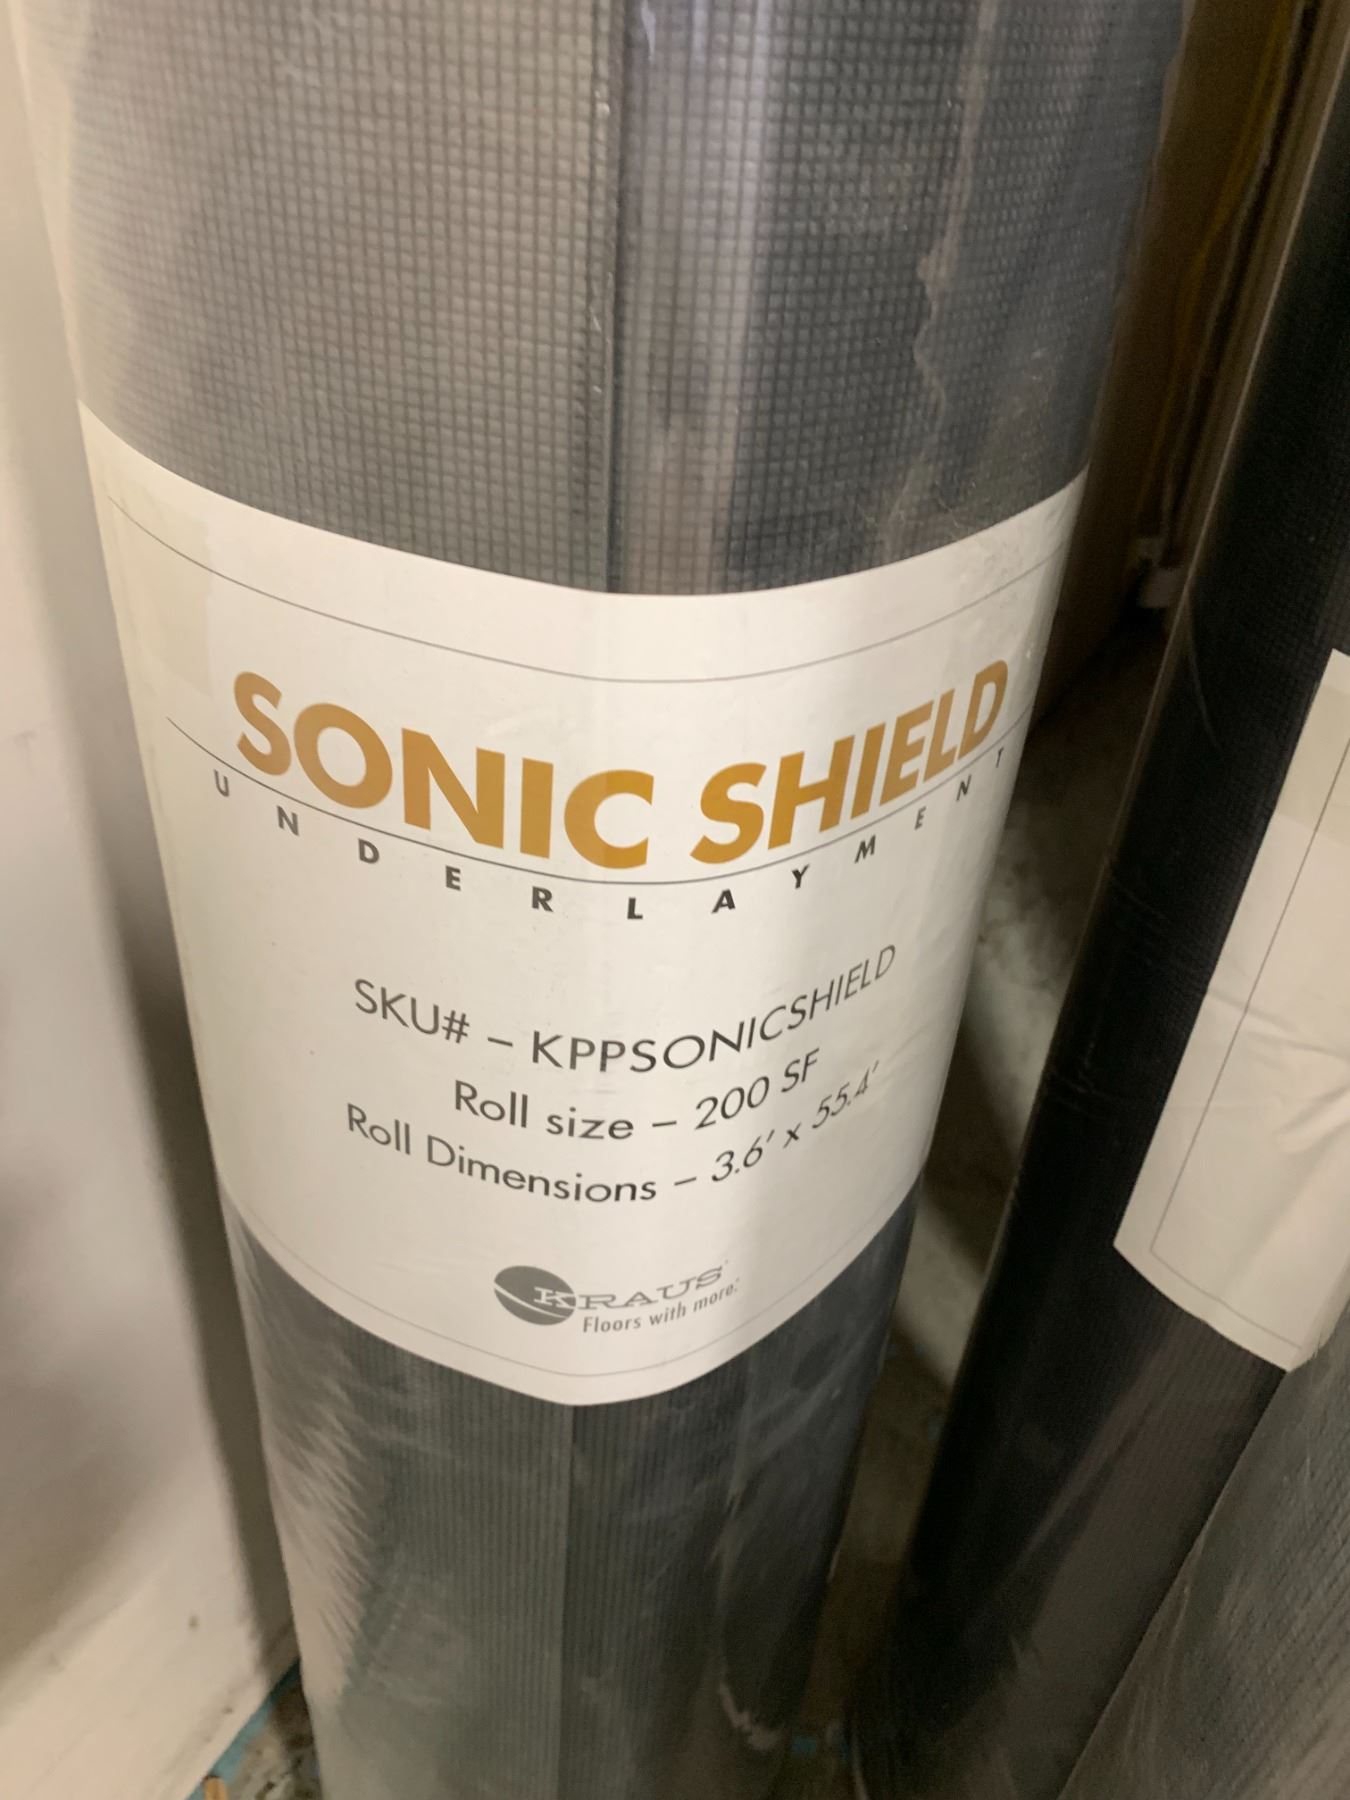 SONIC SHIELD
UNDERLAYMENT
SKU# – KPPSONICSHIELD
Roll size – 200 SF
Roll Dimensions – 3.6' x 55.4'
KRAUS
Floors with more.